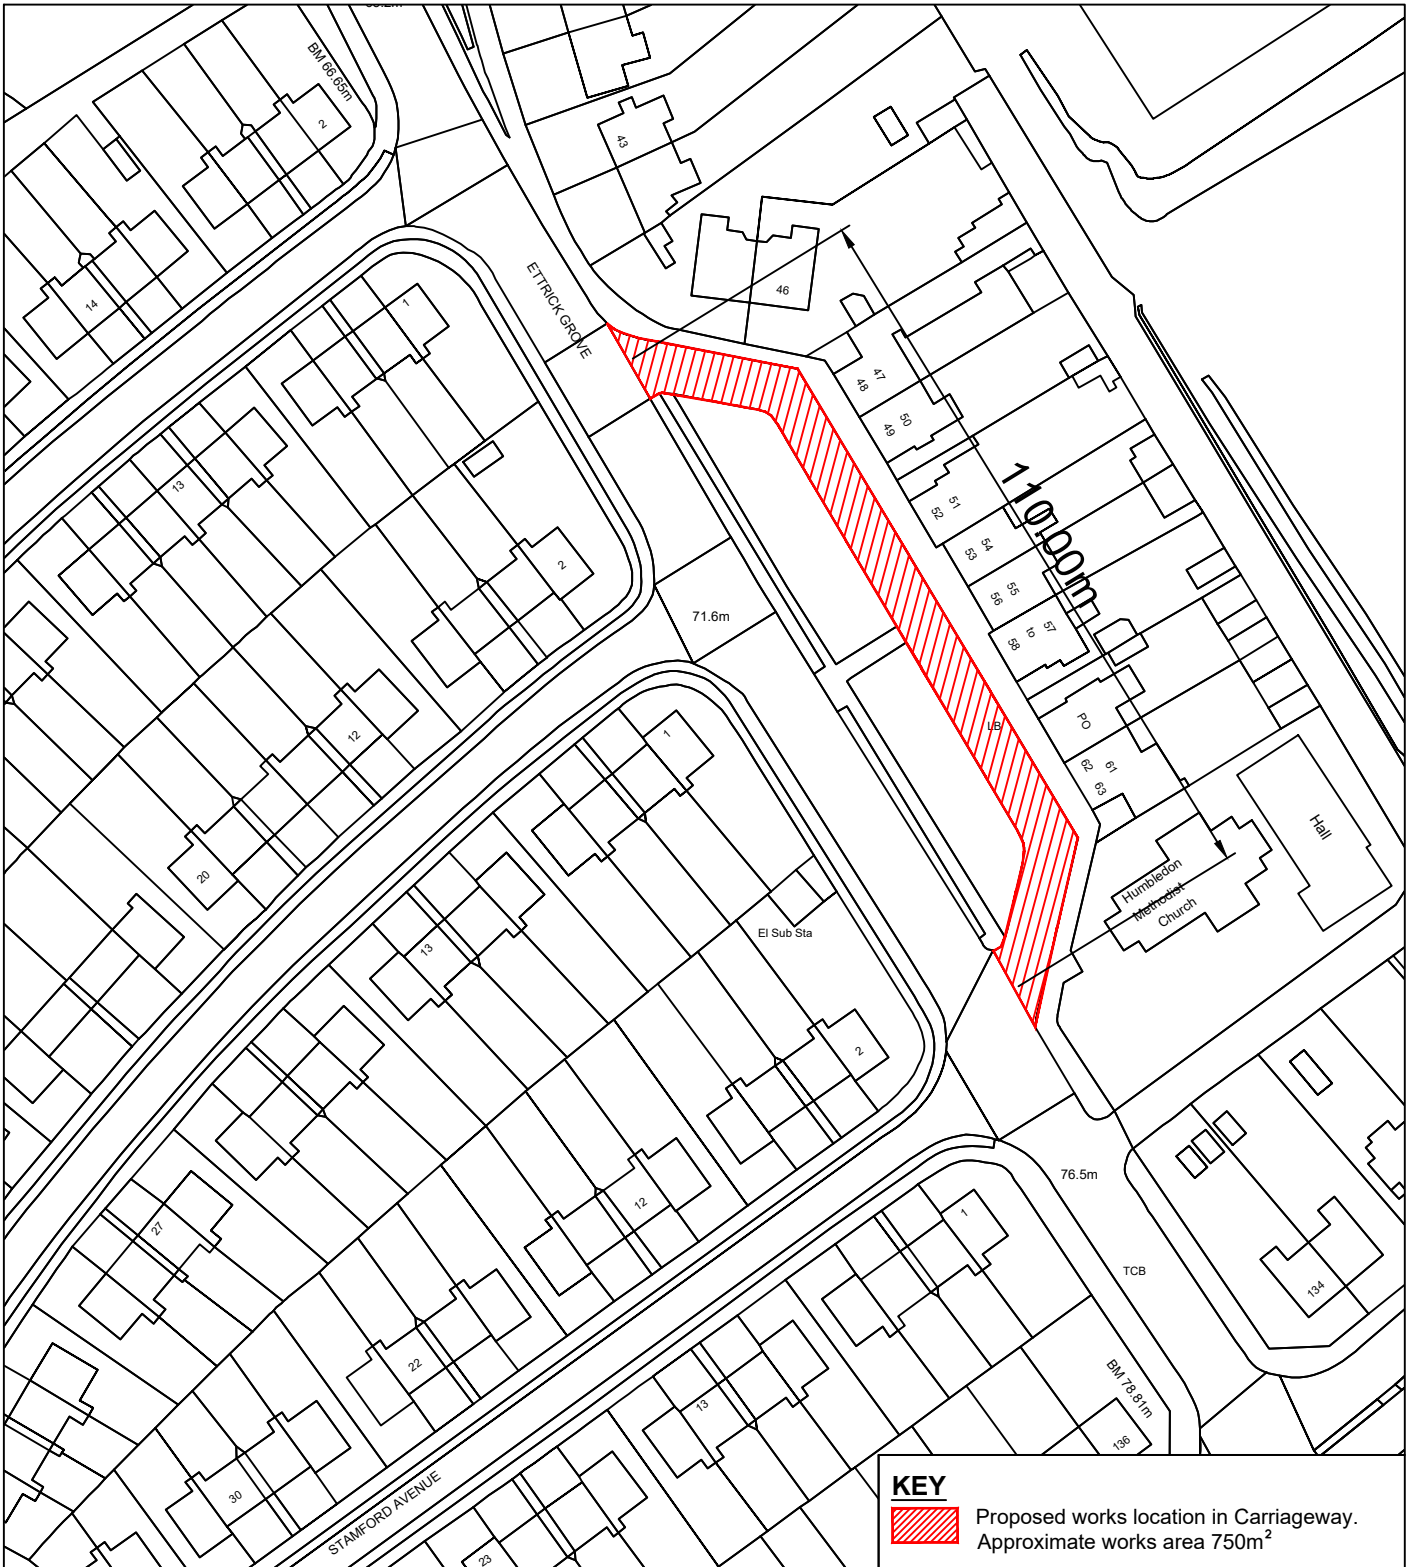 BM 66.65m
2
43
14
1
ETTRICK GROVE
46
47
48
50
49
13
51
52
110.00m
54
53
2
55
56
71.6m
57
to
58
12
1
LB
PO
61
62
63
Hall
20
Humbledon
Methodist
Church
13
El Sub Sta
2
76.5m
12
1
27
TCB
134
22
13
BM 78.81m
136
30
STAMFORD AVENUE
23
KEY
Proposed works location in Carriageway.
Approximate works area 750m²